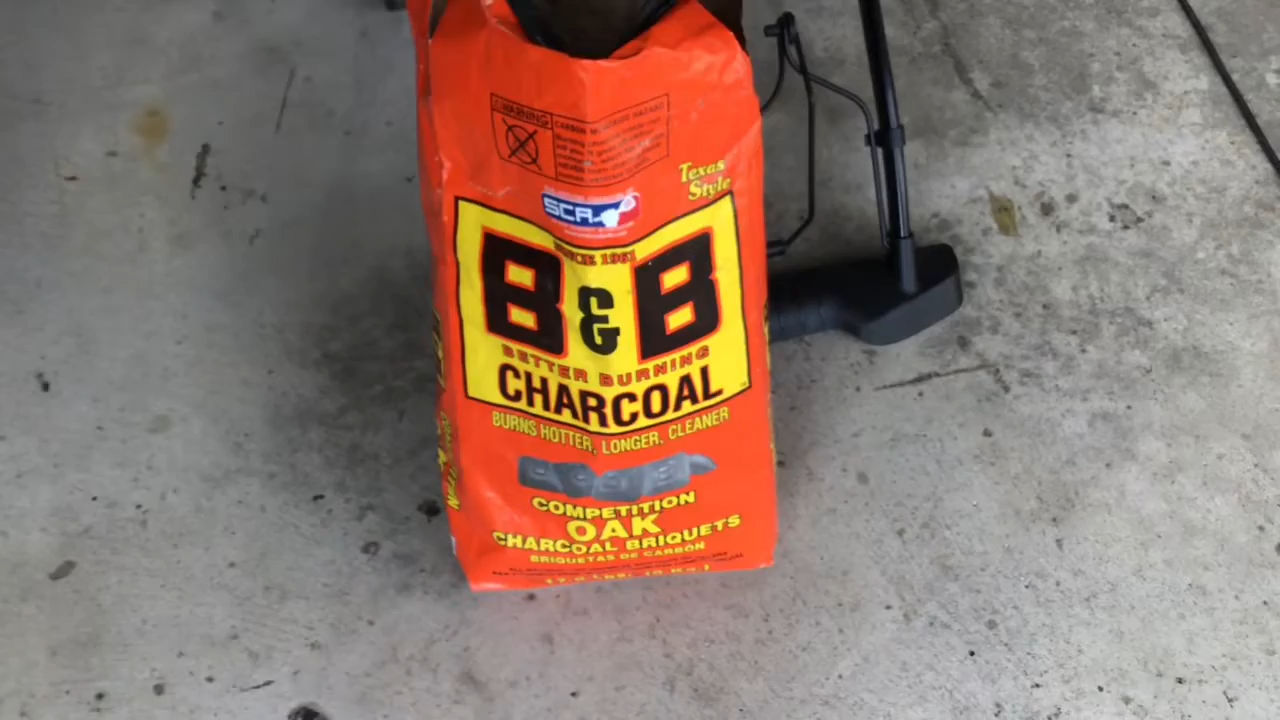 WARNING
CARBON MONOXIDE HAZARD
Texas
Style
SCA
SINCE 1961
B & B
BETTER BURNING
CHARCOAL
BURNS HOTTER, LONGER, CLEANER
COMPETITION
OAK
CHARCOAL BRIQUETS
BRIQUETAS DE CARBÓN